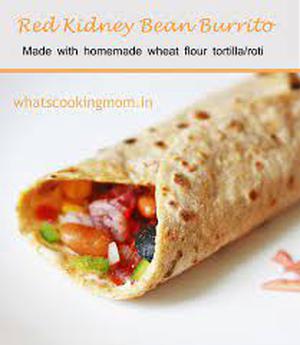 Red Kidney Bean Burrito
Made with homemade wheat flour tortilla/roti
whatscookingmom.in